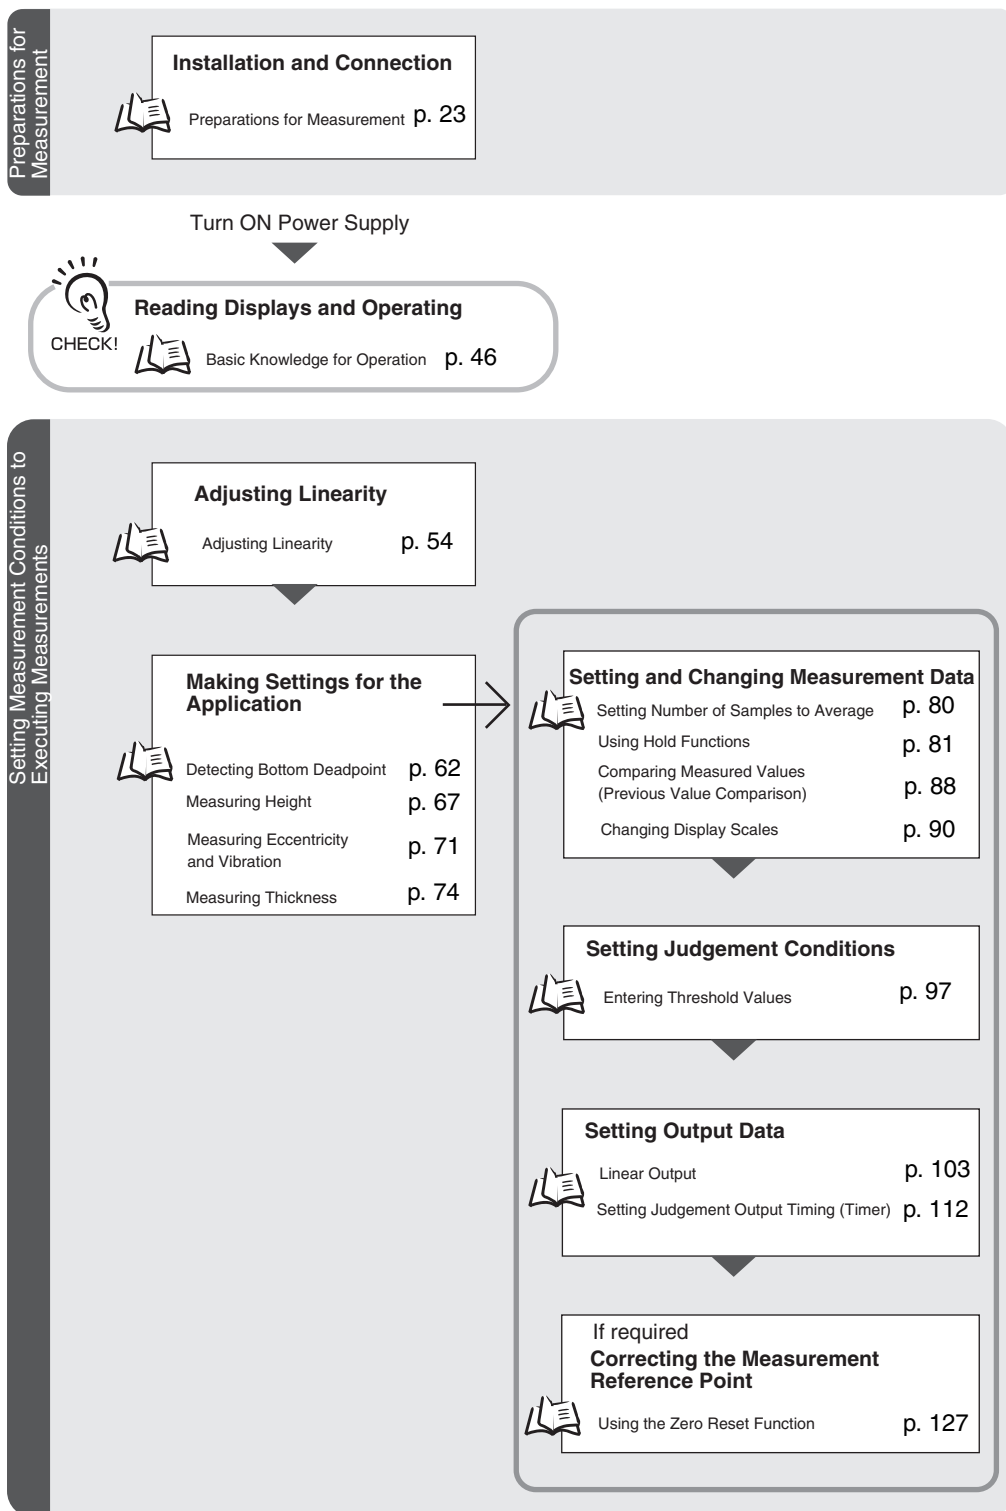 Preparations for
Measurement
Installation and Connection
Preparations for Measurement p. 23
Turn ON Power Supply
CHECK!
Reading Displays and Operating
Basic Knowledge for Operation p. 46
Setting Measurement Conditions to
Executing Measurements
Adjusting Linearity
Adjusting Linearity p. 54
Making Settings for the
Application
Detecting Bottom Deadpoint p. 62
Measuring Height p. 67
Measuring Eccentricity
and Vibration p. 71
Measuring Thickness p. 74
Setting and Changing Measurement Data
Setting Number of Samples to Average p. 80
Using Hold Functions p. 81
Comparing Measured Values
(Previous Value Comparison) p. 88
Changing Display Scales p. 90
Setting Judgement Conditions
Entering Threshold Values p. 97
Setting Output Data
Linear Output p. 103
Setting Judgement Output Timing (Timer) p. 112
If required
Correcting the Measurement
Reference Point
Using the Zero Reset Function p. 127